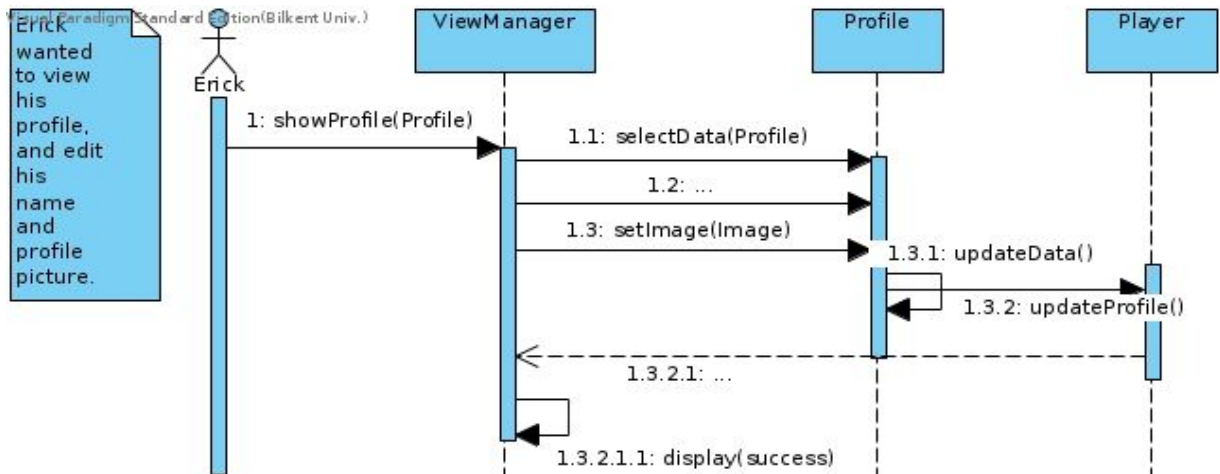 Visual Paradigm Standard Edition(Bilkent Univ.)
Erick
wanted
to view
his
profile,
and edit
his
name
and
profile
picture.
Erick
ViewManager
Profile
Player
1: showProfile(Profile)
1.1: selectData(Profile)
1.2: ...
1.3: setImage(Image)
1.3.1: updateData()
1.3.2: updateProfile()
1.3.2.1: ...
1.3.2.1.1: display(success)